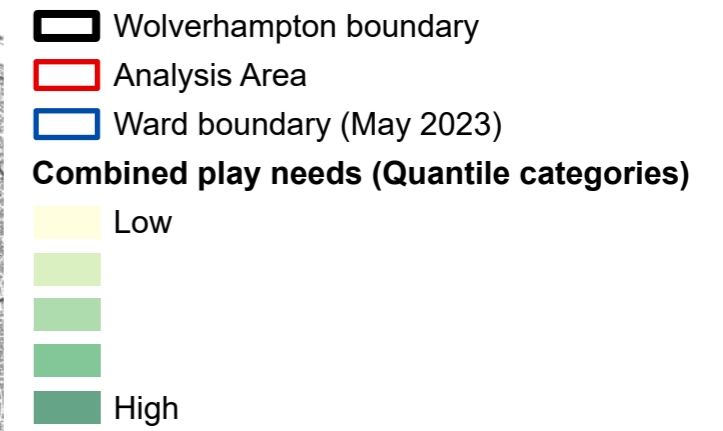 Wolverhampton boundary
Analysis Area
Ward boundary (May 2023)
Combined play needs (Quantile categories)
Low
High